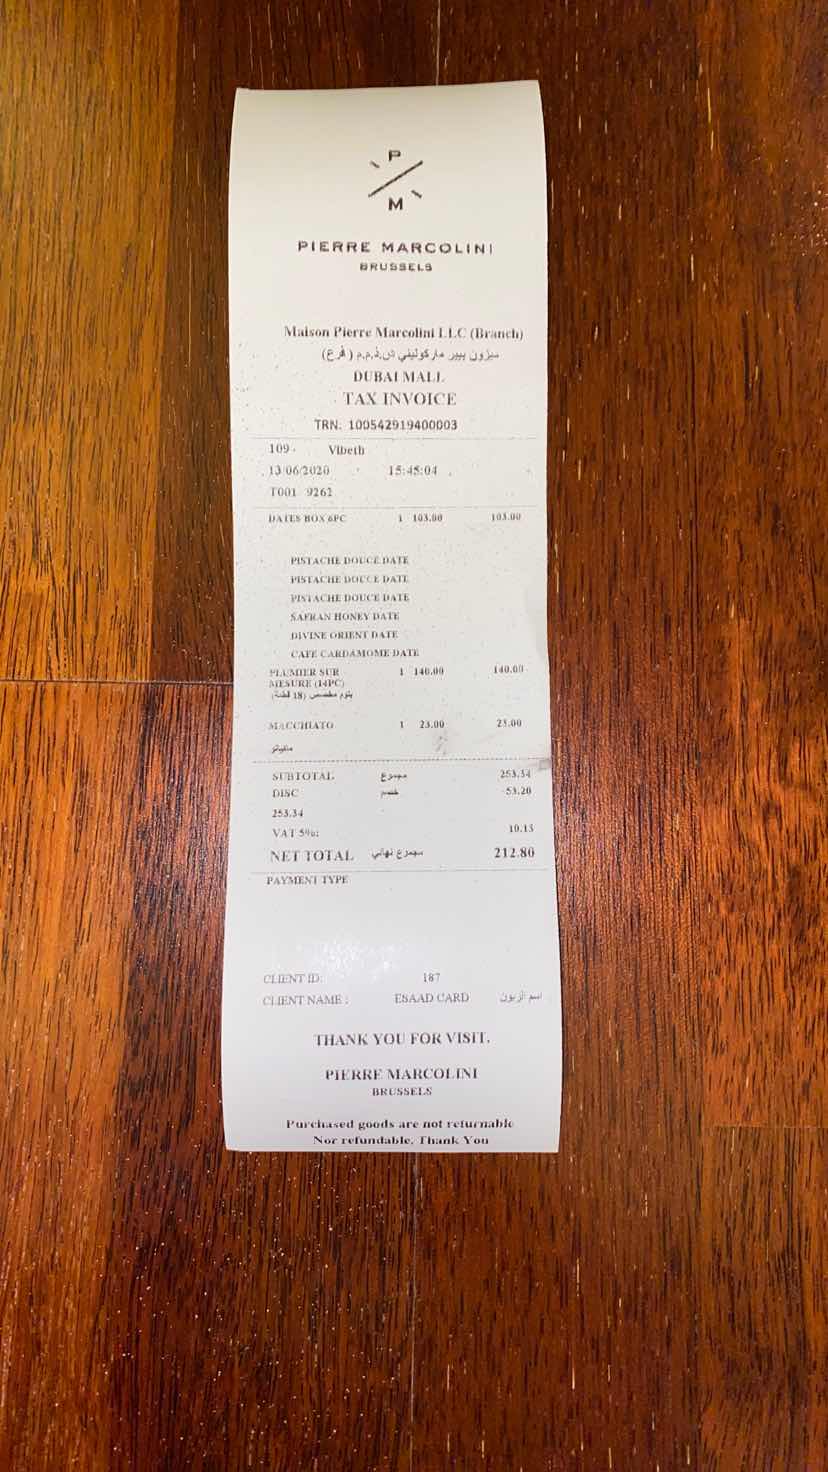 P
M
PIERRE MARCOLINI
BRUSSELS
Maison Pierre Marcolini LLC (Branch)
ميزون بيير ماركوليني ش.ذ.م.م ( فرع)
DUBAI MALL
TAX INVOICE
TRN: 100542919400003
109 - Vibeth
13/06/2020 15:45:04
T001 9262
DATES BOX 6PC 1 103.00 103.00
PISTACHE DOUCE DATE
PISTACHE DOUCE DATE
PISTACHE DOUCE DATE
SAFRAN HONEY DATE
DIVINE ORIENT DATE
CAFE CARDAMOME DATE
PLUMIER SUR 1 140.00 140.00
MESURE (14PC)
(18 قطعة)
MACCHIATO 1 23.00 23.00
SUBTOTAL مجموع 253.34
DISC خصم -53.20
253.34
VAT 5%: 10.13
NET TOTAL مجموع نهائي 212.80
PAYMENT TYPE
CLIENT ID: 187
CLIENT NAME : ESAAD CARD اسم الزبون
THANK YOU FOR VISIT.
PIERRE MARCOLINI
BRUSSELS
Purchased goods are not returnable
Nor refundable. Thank You